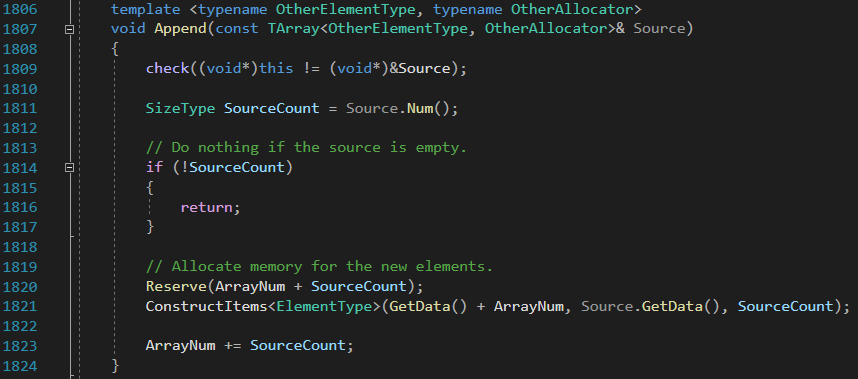 1806 template <typename OtherElementType, typename OtherAllocator>
1807 void Append(const TArray<OtherElementType, OtherAllocator>& Source)
1808 {
1809 check((void*)this != (void*)&Source);
1810
1811 SizeType SourceCount = Source.Num();
1812
1813 // Do nothing if the source is empty.
1814 if (!SourceCount)
1815 {
1816 return;
1817 }
1818
1819 // Allocate memory for the new elements.
1820 Reserve(ArrayNum + SourceCount);
1821 ConstructItems<ElementType>(GetData() + ArrayNum, Source.GetData(), SourceCount);
1822
1823 ArrayNum += SourceCount;
1824 }